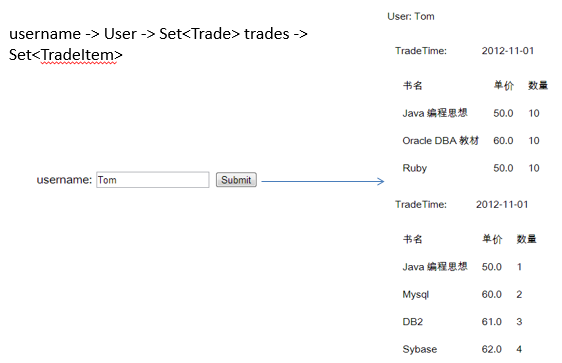 username -> User -> Set<Trade> trades ->
Set<TradeItem>
username: Tom Submit
User: Tom
TradeTime: 2012-11-01
书名 单价 数量
Java 编程思想 50.0 10
Oracle DBA 教材 60.0 10
Ruby 50.0 10
TradeTime: 2012-11-01
书名 单价 数量
Java 编程思想 50.0 1
Mysql 60.0 2
DB2 61.0 3
Sybase 62.0 4